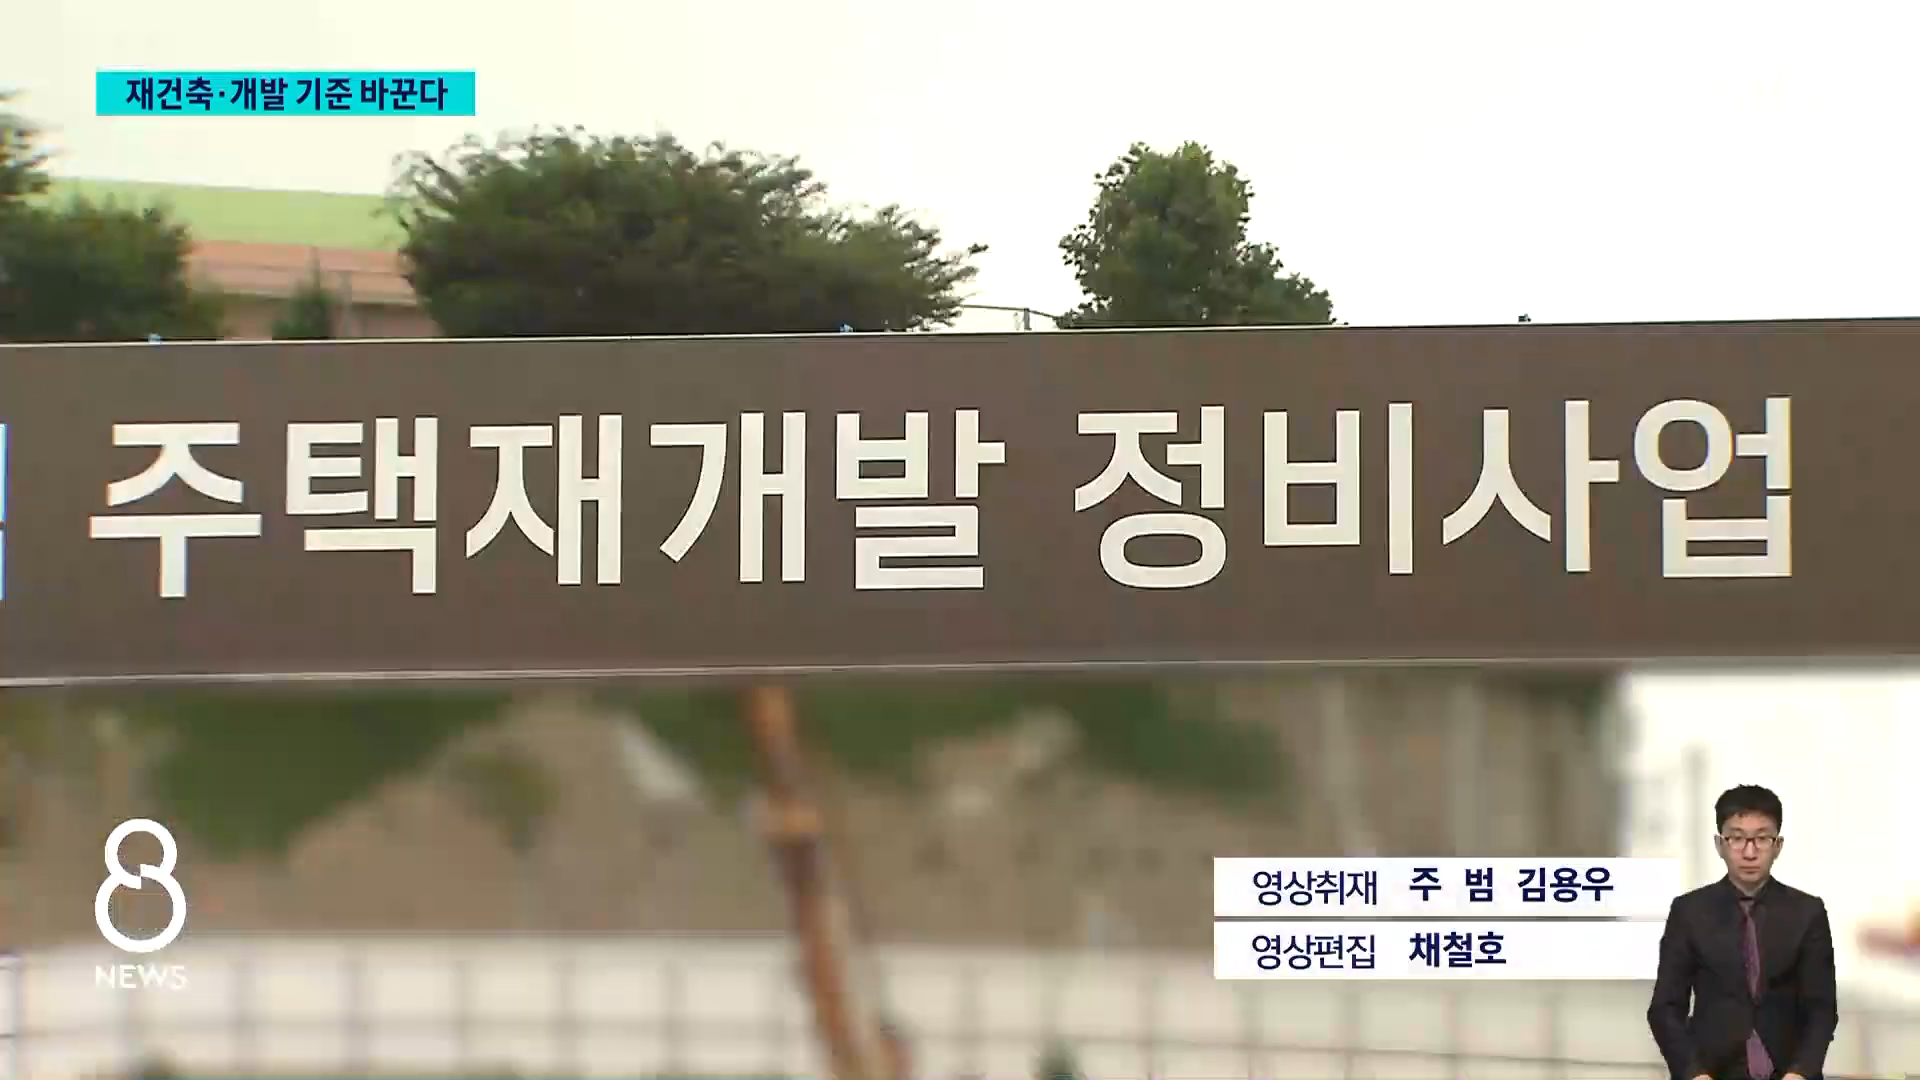 재건축·개발 기준 바꾼다
주택재개발 정비사업
8
NEWS
영상취재 주 범 김용우
영상편집 채철호